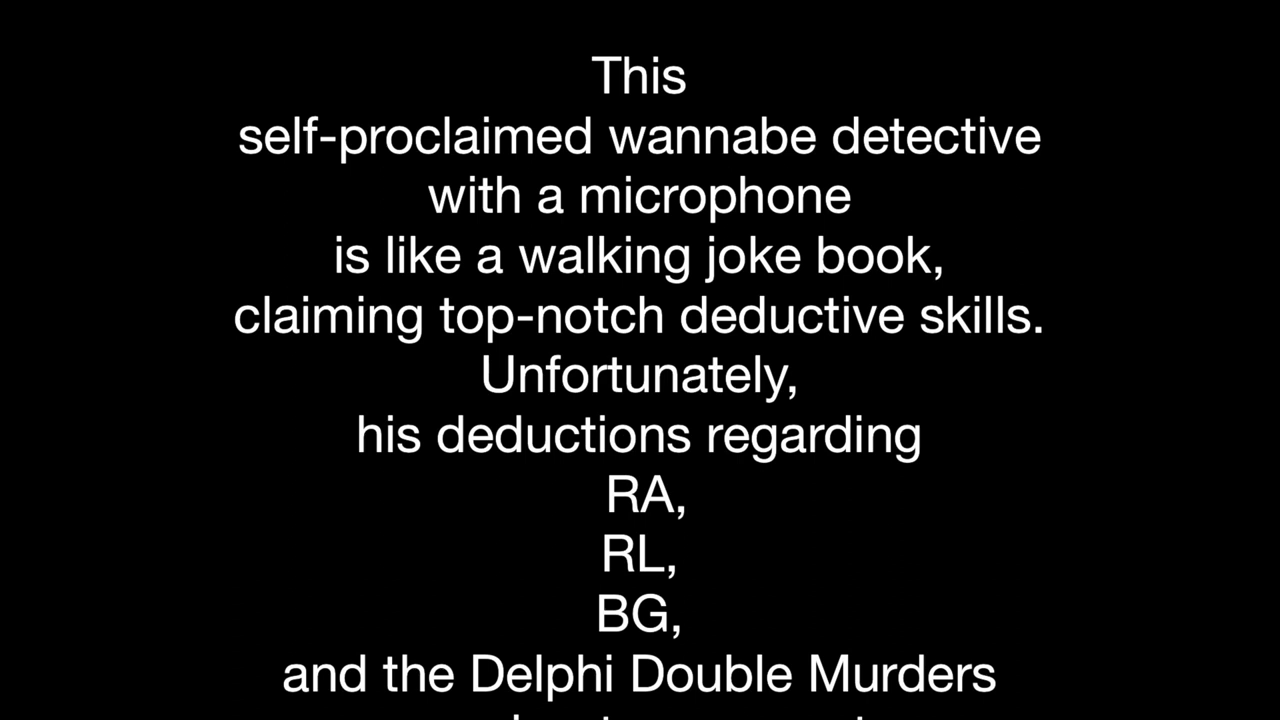 This
self-proclaimed wannabe detective
with a microphone
is like a walking joke book,
claiming top-notch deductive skills.
Unfortunately,
his deductions regarding
RA,
RL,
BG,
and the Delphi Double Murders